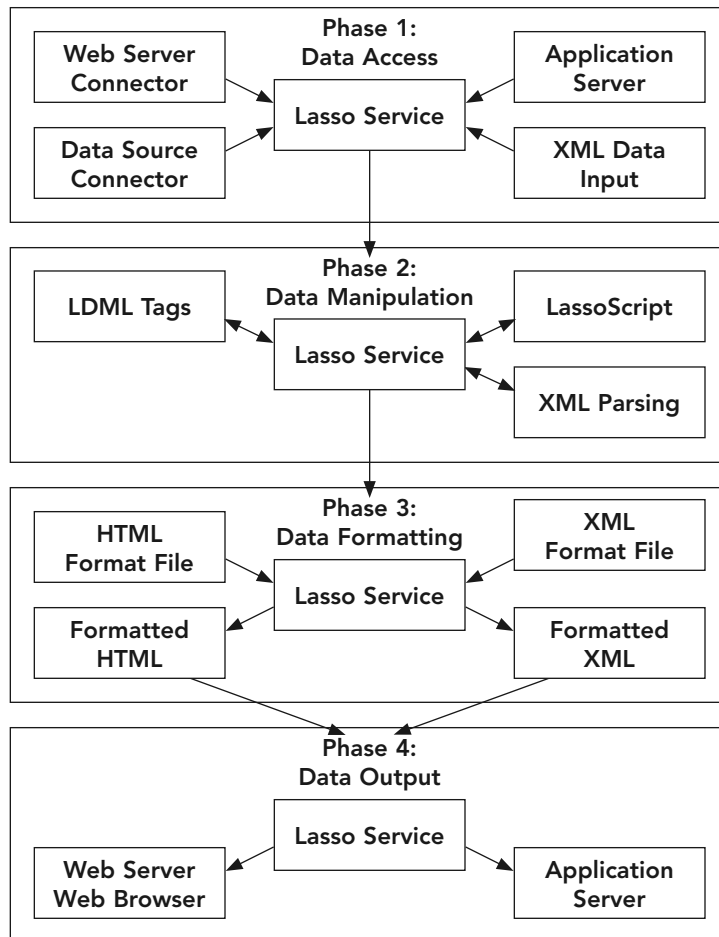 Phase 1:
Data Access
Web Server
Connector
Application
Server
Lasso Service
Data Source
Connector
XML Data
Input
Phase 2:
Data Manipulation
LDML Tags
LassoScript
Lasso Service
XML Parsing
Phase 3:
Data Formatting
HTML
Format File
XML
Format File
Lasso Service
Formatted
HTML
Formatted
XML
Phase 4:
Data Output
Lasso Service
Web Server
Web Browser
Application
Server